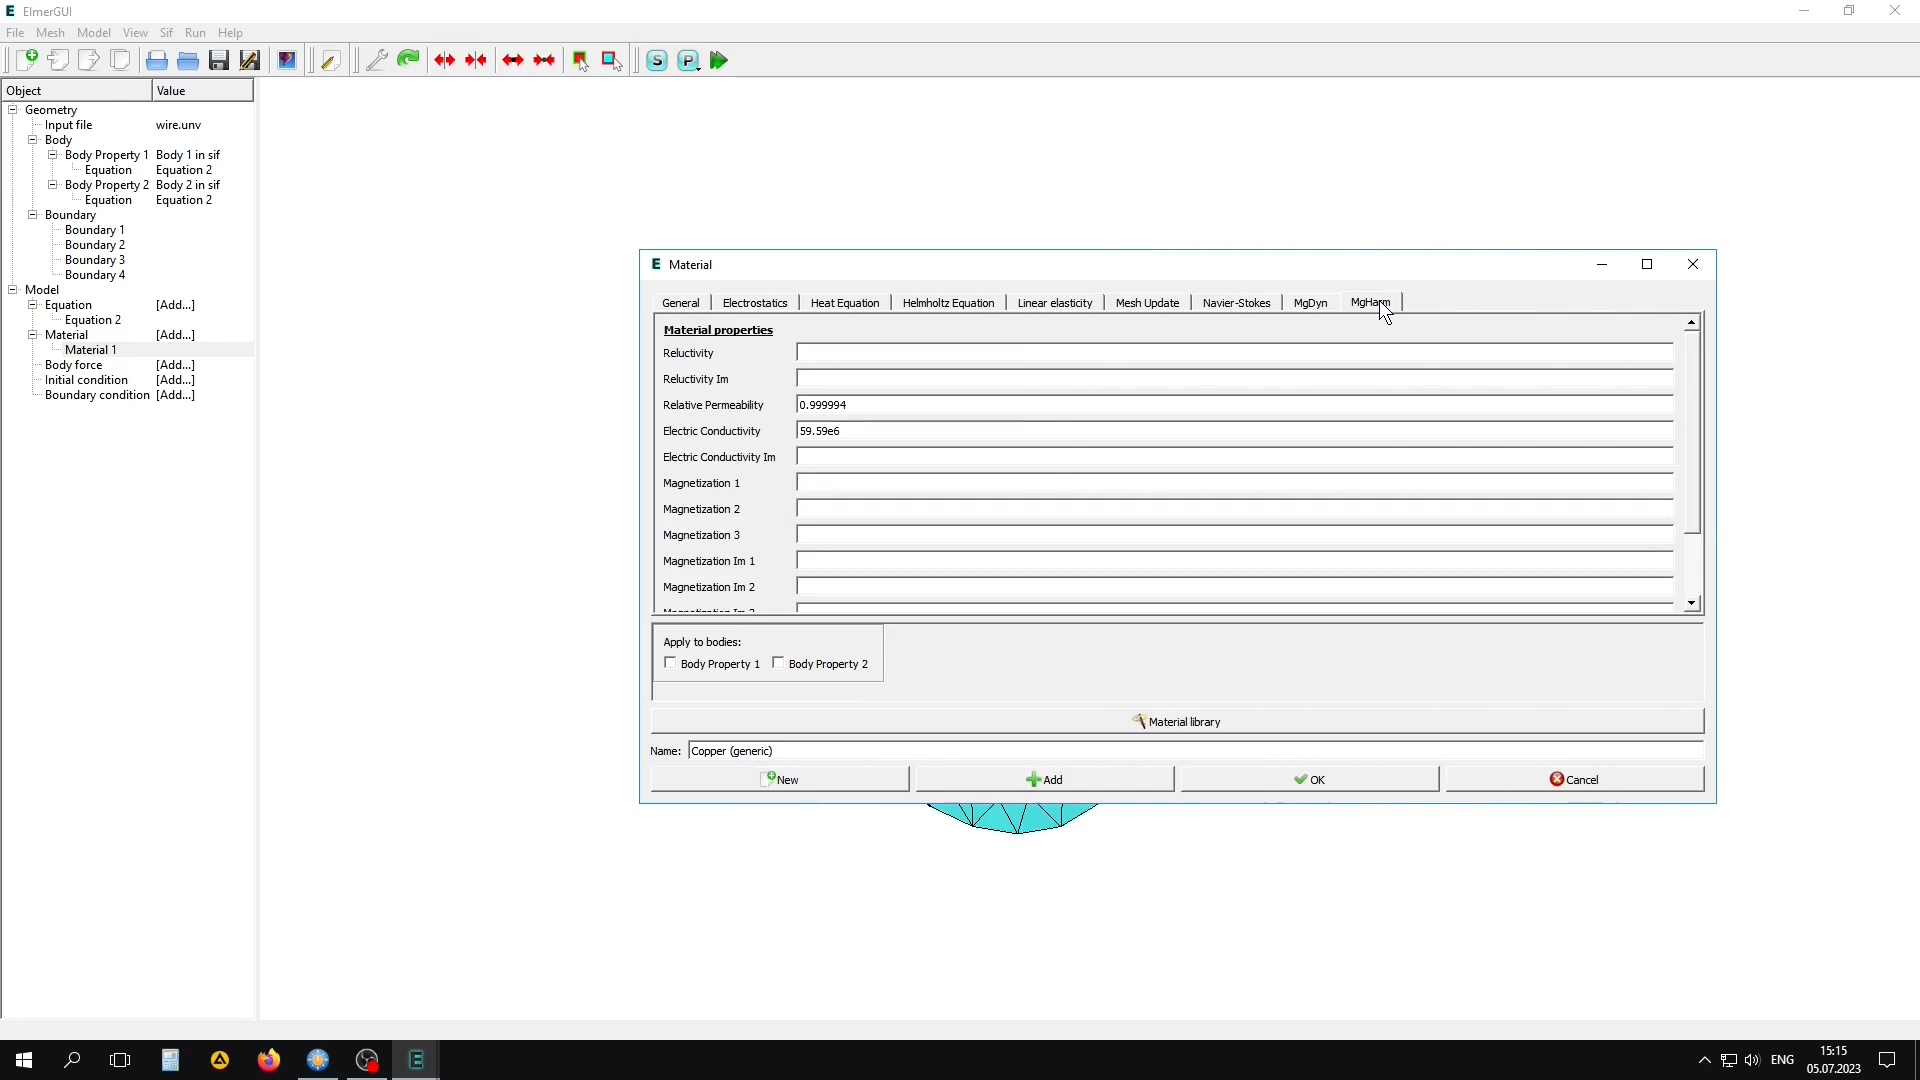 ElmerGUI
File Mesh Model View Sif Run Help
S P
Object Value
Geometry
Input file wire.unv
Body
Body Property 1 Body 1 in sif
Equation Equation 2
Body Property 2 Body 2 in sif
Equation Equation 2
Boundary
Boundary 1
Boundary 2
Boundary 3
Boundary 4
Model
Equation [Add...]
Equation 2
Material [Add...]
Material 1
Body force [Add...]
Initial condition [Add...]
Boundary condition [Add...]
E Material
General Electrostatics Heat Equation Helmholtz Equation Linear elasticity Mesh Update Navier-Stokes MgDyn MgHarm
Material properties
Reluctivity
Reluctivity Im
Relative Permeability 0.999994
Electric Conductivity 59.59e6
Electric Conductivity Im
Magnetization 1
Magnetization 2
Magnetization 3
Magnetization Im 1
Magnetization Im 2
Apply to bodies:
Body Property 1 Body Property 2
Material library
Name: Copper (generic)
New Add OK Cancel
ENG
15:15
05.07.2023